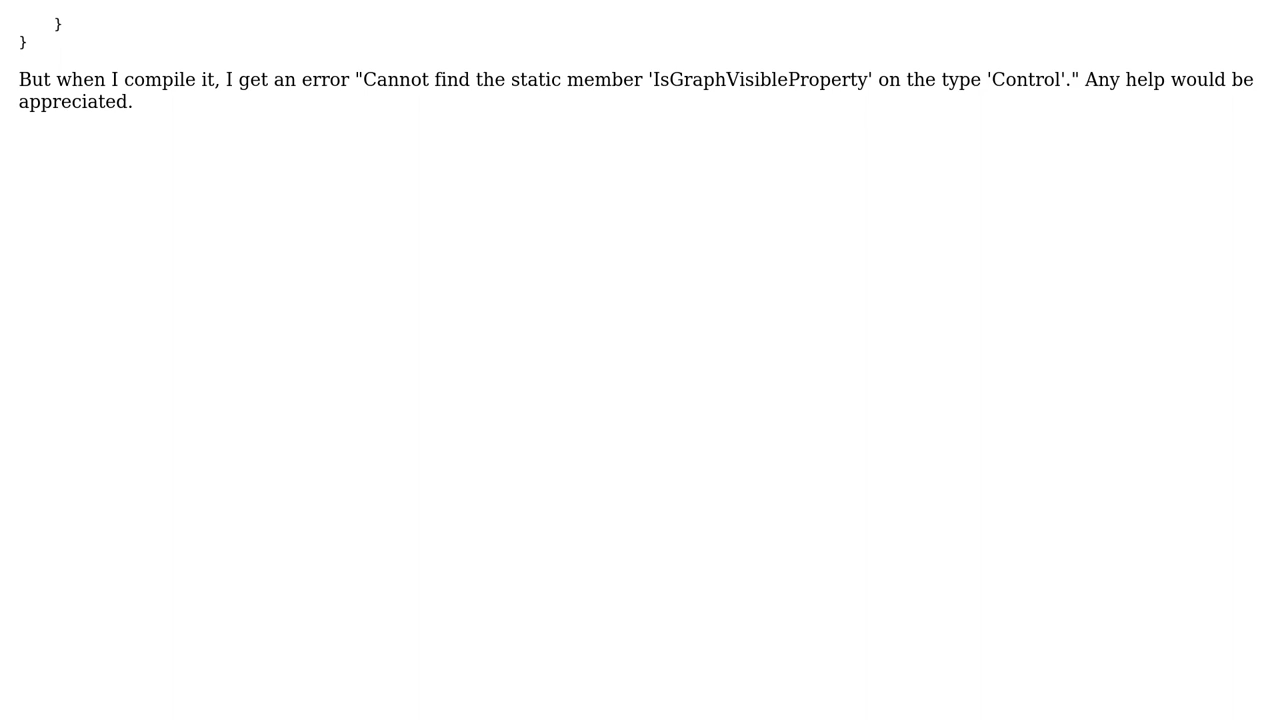 }
}
But when I compile it, I get an error "Cannot find the static member 'IsGraphVisibleProperty' on the type 'Control'." Any help would be
appreciated.